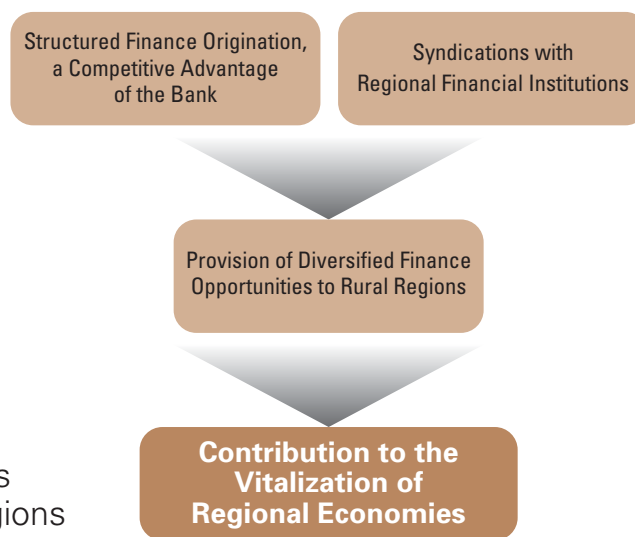 Structured Finance Origination,
a Competitive Advantage
of the Bank
Syndications with
Regional Financial Institutions
Provision of Diversified Finance
Opportunities to Rural Regions
Contribution to the
Vitalization of
Regional Economies